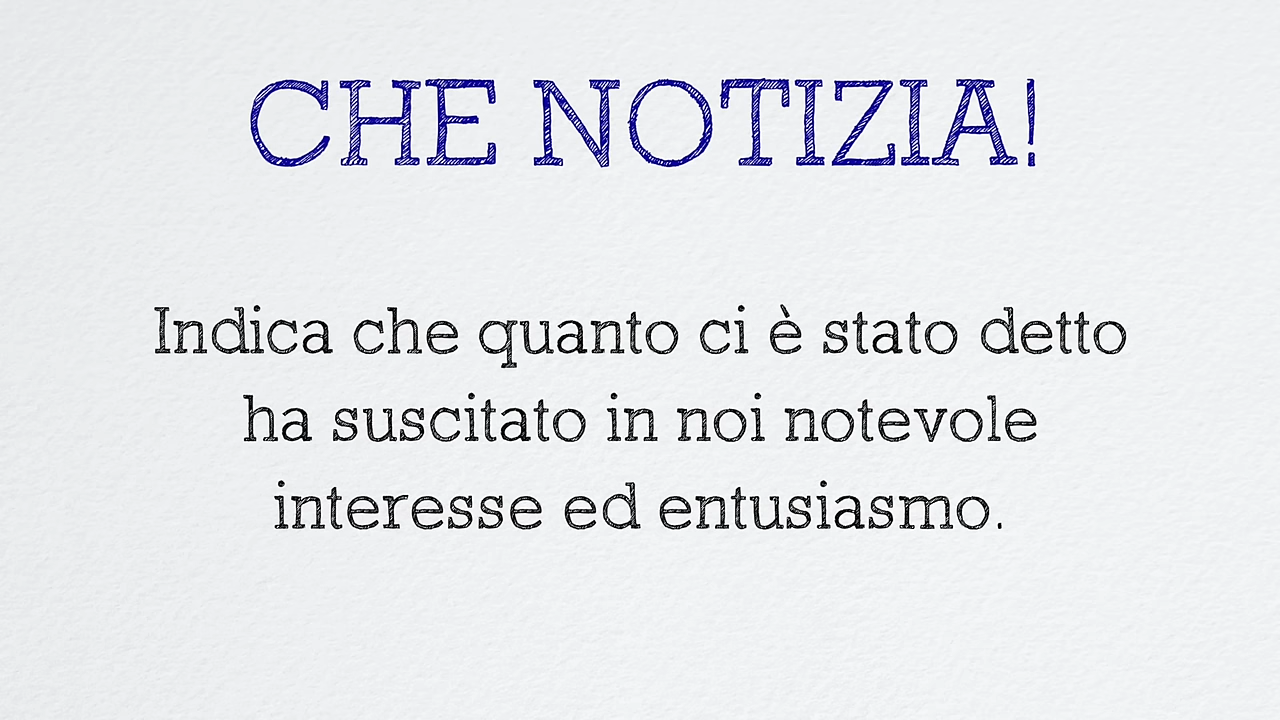 CHE NOTIZIA!
Indica che quanto ci è stato detto
ha suscitato in noi notevole
interesse ed entusiasmo.